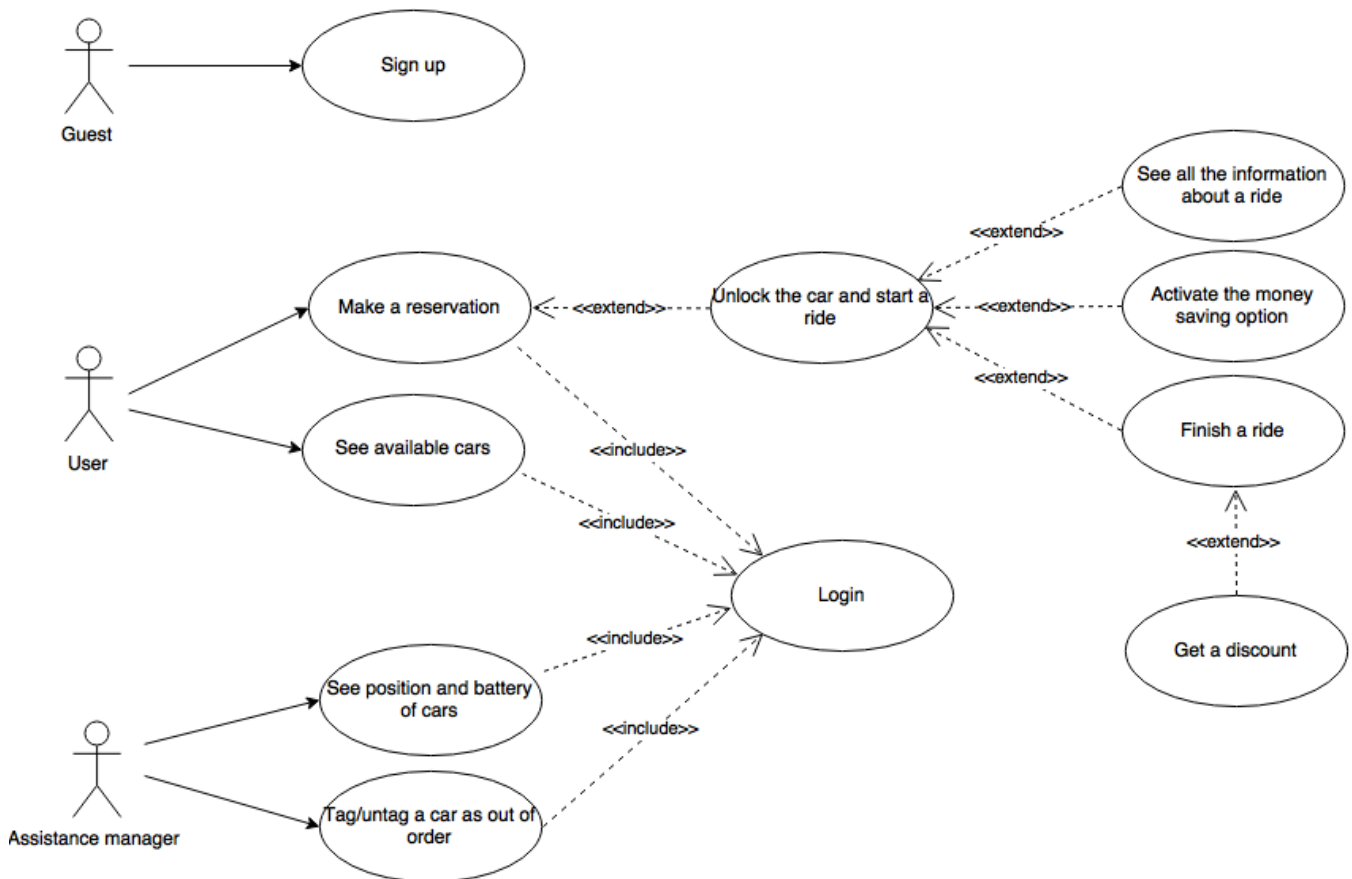 Sign up
Guest
See all the information
about a ride
<<extend>>
Make a reservation
<<extend>>
Unlock the car and start a
ride
<<extend>>
Activate the money
saving option
<<extend>>
Finish a ride
User
See available cars
<<include>>
<<include>>
<<extend>>
Login
<<include>>
Get a discount
See position and battery
of cars
<<include>>
Assistance manager
Tag/untag a car as out of
order